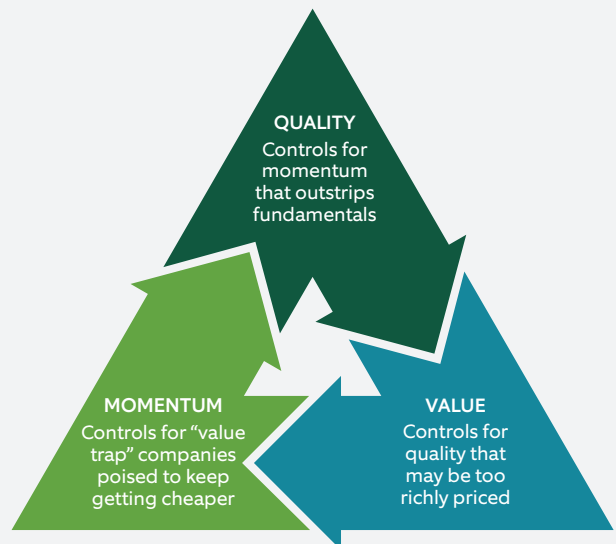 QUALITY
Controls for
momentum
that outstrips
fundamentals
MOMENTUM
Controls for “value
trap” companies
poised to keep
getting cheaper
VALUE
Controls for
quality that
may be too
richly priced